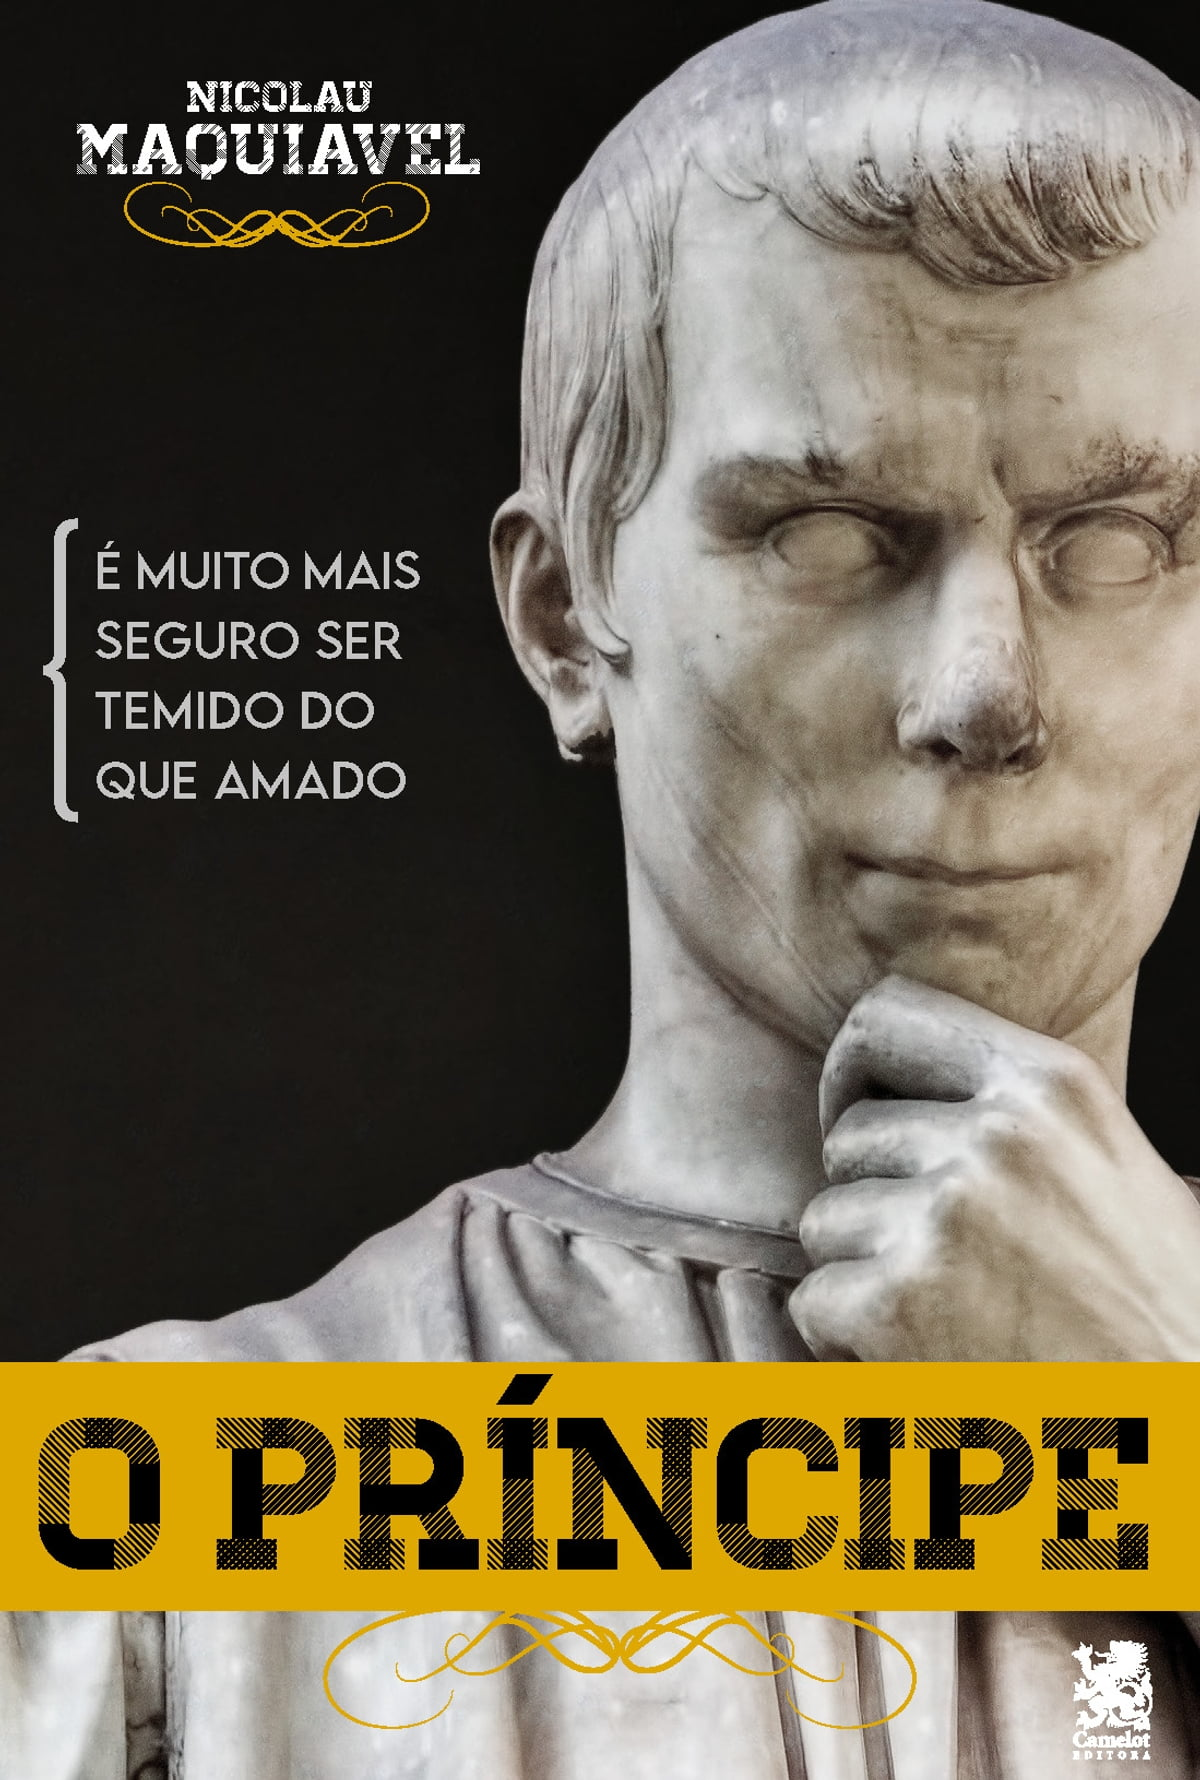 NICOLAU
MAQUIAVEL
É MUITO MAIS
SEGURO SER
TEMIDO DO
QUE AMADO
O PRÍNCIPE
Camelot
EDITORA